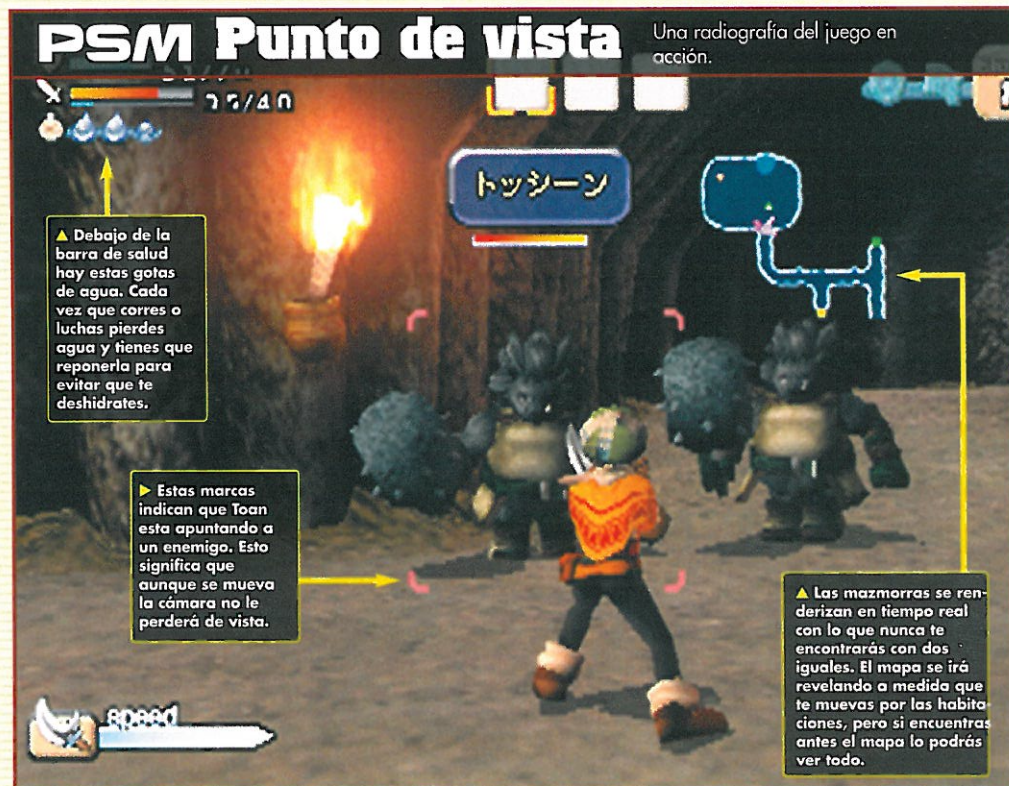 PSM Punto de vista
Una radiografía del juego en
acción.
トッシーン
▲ Debajo de la
barra de salud
hay estas gotas
de agua. Cada
vez que corres o
luchas pierdes
agua y tienes que
reponerla para
evitar que te
deshidrates.
▶ Estas marcas
indican que Toan
esta apuntando a
un enemigo. Esto
significa que
aunque se mueva
la cámara no le
perderá de vista.
▲ Las mazmorras se ren-
derizan en tiempo real
con lo que nunca te
encontrarás con dos
iguales. El mapa se irá
revelando a medida que
te muevas por las habita
ciones, pero si encuentras
antes el mapa lo podrás
ver todo.
speed